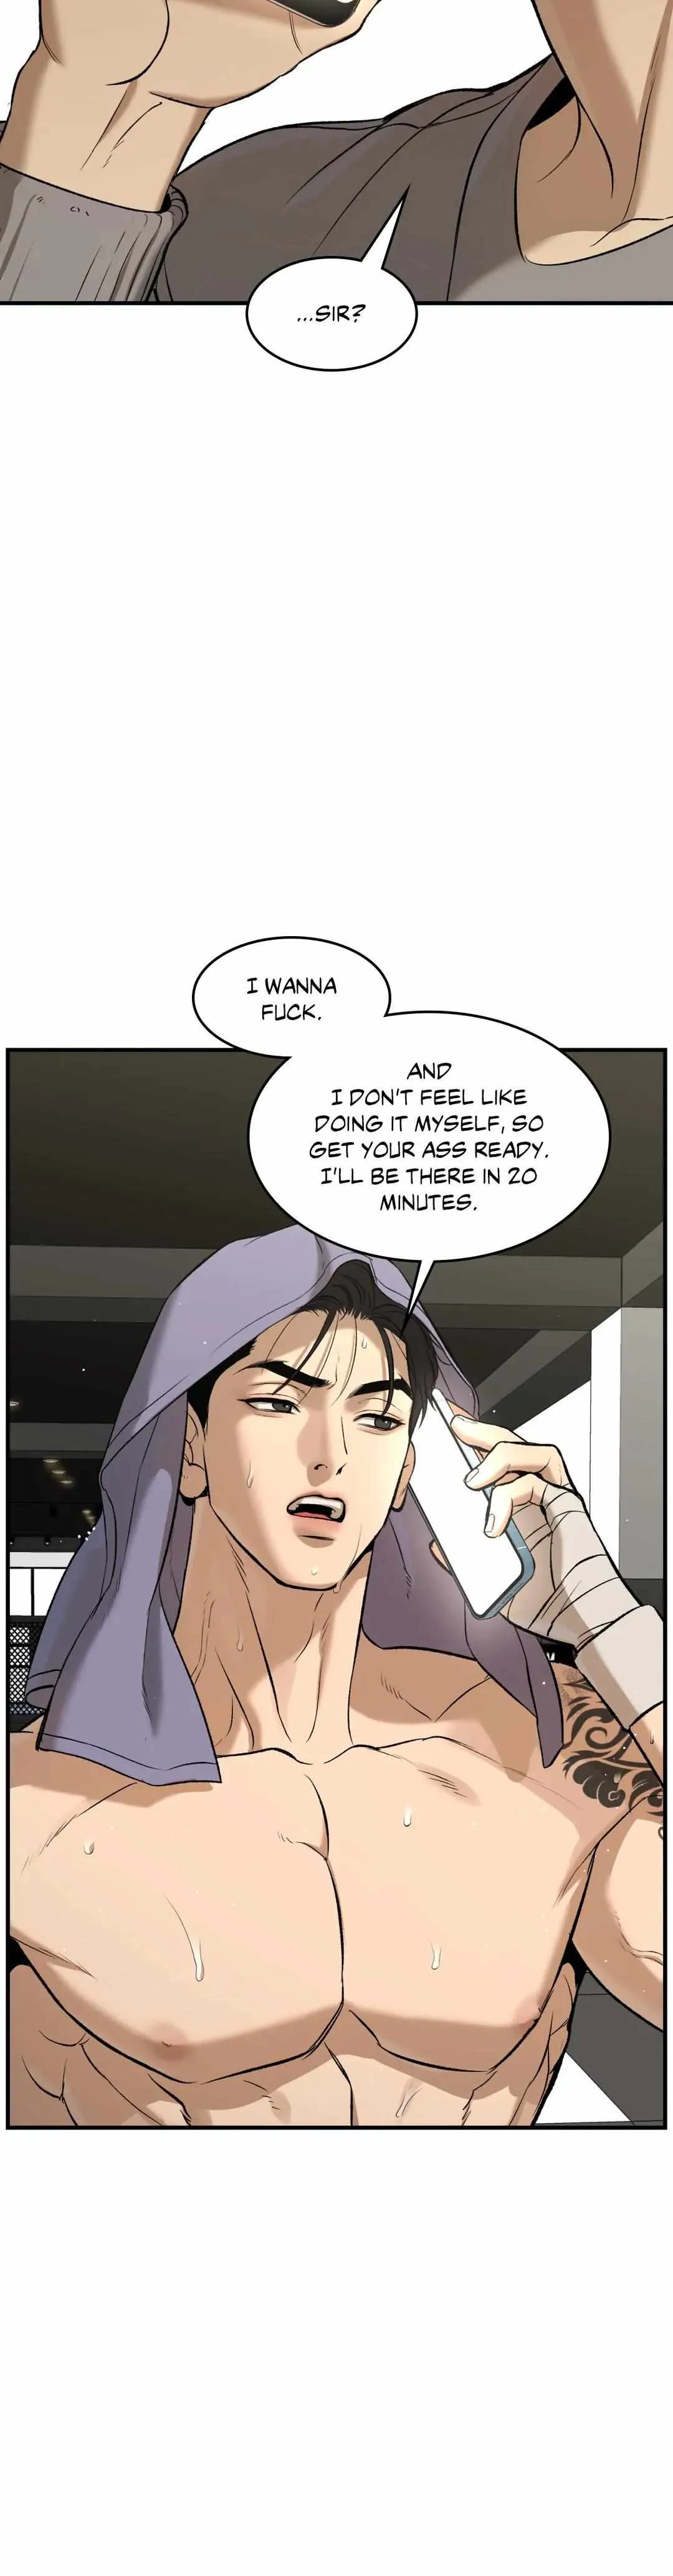 ...SIR?
I WANNA
FUCK.
AND
I DON'T FEEL LIKE
DOING IT MYSELF, SO
GET YOUR ASS READY.
I'LL BE THERE IN 20
MINUTES.